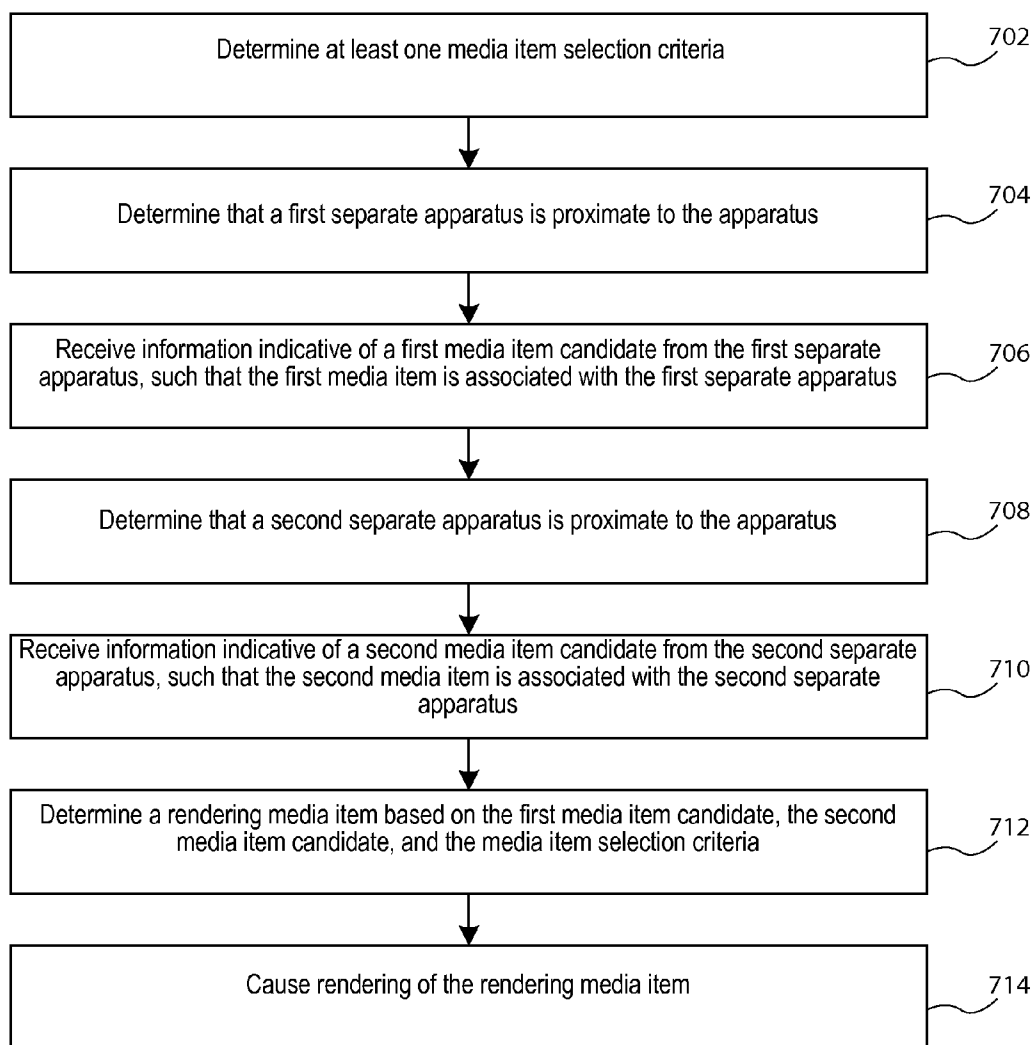 Determine at least one media item selection criteria
702
Determine that a first separate apparatus is proximate to the apparatus
704
Receive information indicative of a first media item candidate from the first separate
apparatus, such that the first media item is associated with the first separate apparatus
706
Determine that a second separate apparatus is proximate to the apparatus
708
Receive information indicative of a second media item candidate from the second separate
apparatus, such that the second media item is associated with the second separate
apparatus
710
Determine a rendering media item based on the first media item candidate, the second
media item candidate, and the media item selection criteria
712
Cause rendering of the rendering media item
714